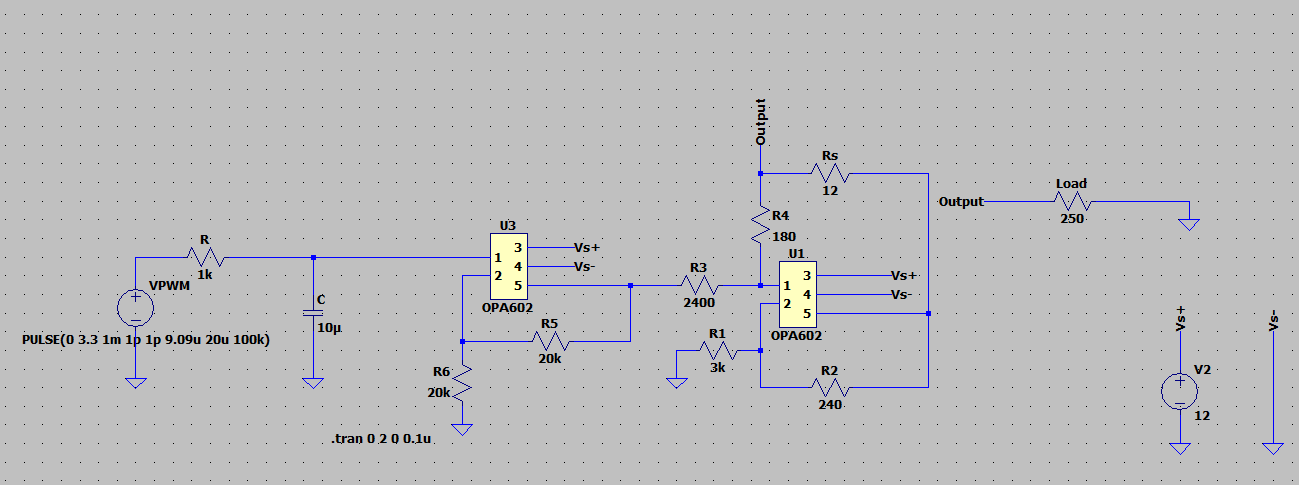 Output
Rs
12
Output
Load
250
R4
180
U3
3
Vs+
1
4
Vs-
2
5
OPA602
R
1k
VPWM
C
10µ
PULSE(0 3.3 1m 1p 1p 9.09u 20u 100k)
R5
20k
R6
20k
.tran 0 2 0 0.1u
R3
2400
U1
3
Vs+
1
4
Vs-
2
5
OPA602
R1
3k
R2
240
Vs+
Vs-
V2
12